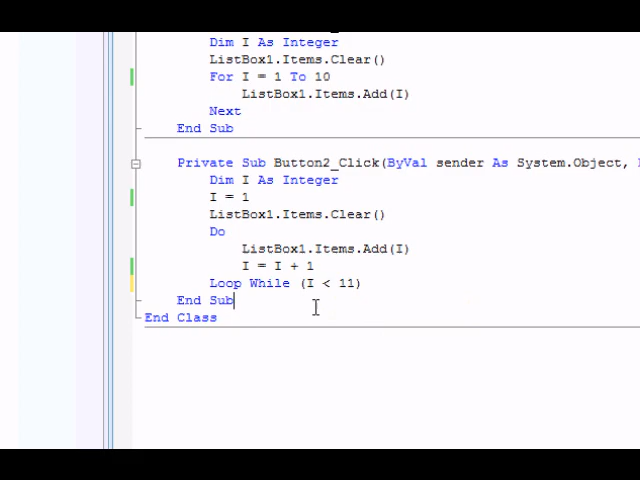 Dim I As Integer
ListBox1.Items.Clear()
For I = 1 To 10
ListBox1.Items.Add(I)
Next
End Sub
Private Sub Button2_Click(ByVal sender As System.Object,
Dim I As Integer
I = 1
ListBox1.Items.Clear()
Do
ListBox1.Items.Add(I)
I = I + 1
Loop While (I < 11)
End Sub
End Class